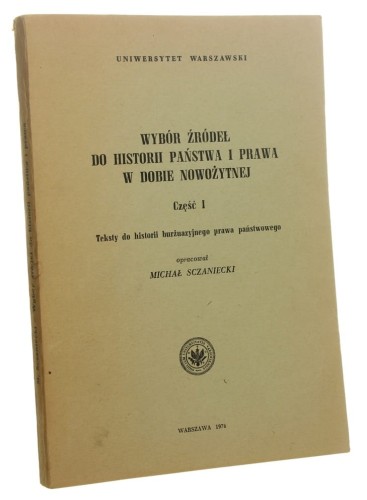 UNIWERSYTET WARSZAWSKI
WYBÓR ŹRÓDEŁ
DO HISTORII PAŃSTWA I PRAWA
W DOBIE NOWOŻYTNEJ
Część I
Teksty do historii burżuazyjnego prawa państwowego
opracował
MICHAŁ SCZANIECKI
WARSZAWA 1974